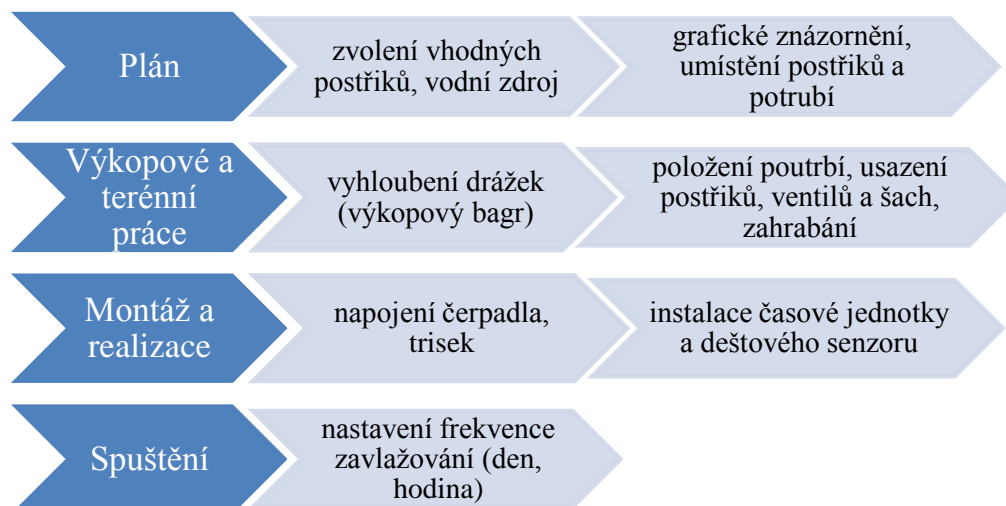 Plán
zvolení vhodných
postřiků, vodní zdroj
grafické znázornění,
umístění postřiků a
potrubí
Výkopové a
terénní
práce
vyhloubení drážek
(výkopový bagr)
položení poutrbí, usazení
postřiků, ventilů a šach,
zahrabání
Montáž a
realizace
napojení čerpadla,
trisek
instalace časové jednotky
a deštového senzoru
Spuštění
nastavení frekvence
zavlažování (den,
hodina)